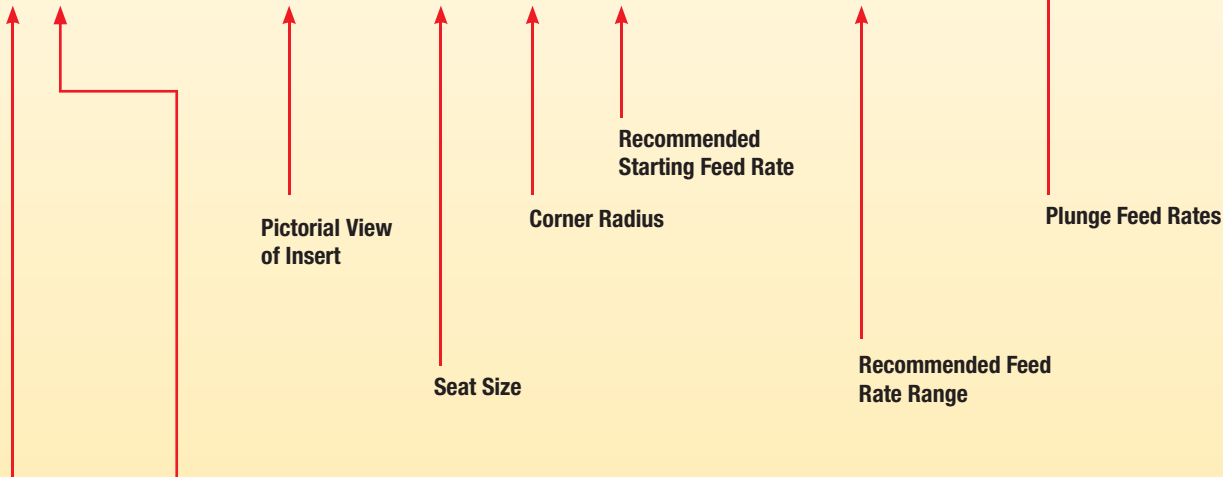 Recommended
Starting Feed Rate
Pictorial View
of Insert
Corner Radius
Plunge Feed Rates
Seat Size
Recommended Feed
Rate Range